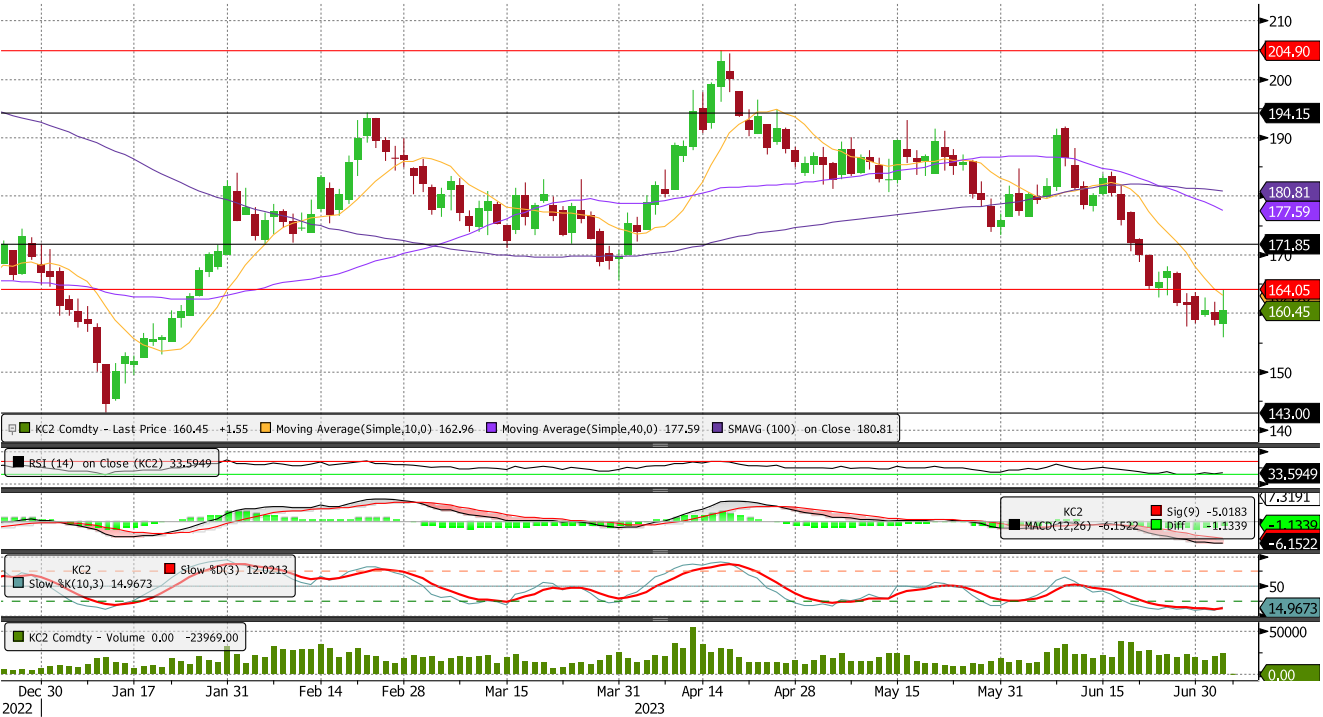 210
204.90
200
194.15
190
180.81
177.59
171.85
170
164.05
160.45
150
143.00
140
KC2 Comdty - Last Price 160.45 +1.55 Moving Average(Simple,10,0) 162.96 Moving Average(Simple,40,0) 177.59 SMAVG (100) on Close 180.81
RSI (14) on Close (KC2) 33.5949
33.5949
KC2 Sig(9) -5.0183
MACD(12,26) -6.1522 Diff -1.1339
7.3191
-1.1339
-6.1522
KC2 Slow %D(3) 12.0213
Slow %K(10,3) 14.9673
50
14.9673
KC2 Comdty - Volume 0.00 -23969.00
50000
0.00
Dec 30 Jan 17 Jan 31 Feb 14 Feb 28 Mar 15 Mar 31 Apr 14 Apr 28 May 15 May 31 Jun 15 Jun 30
2022 2023